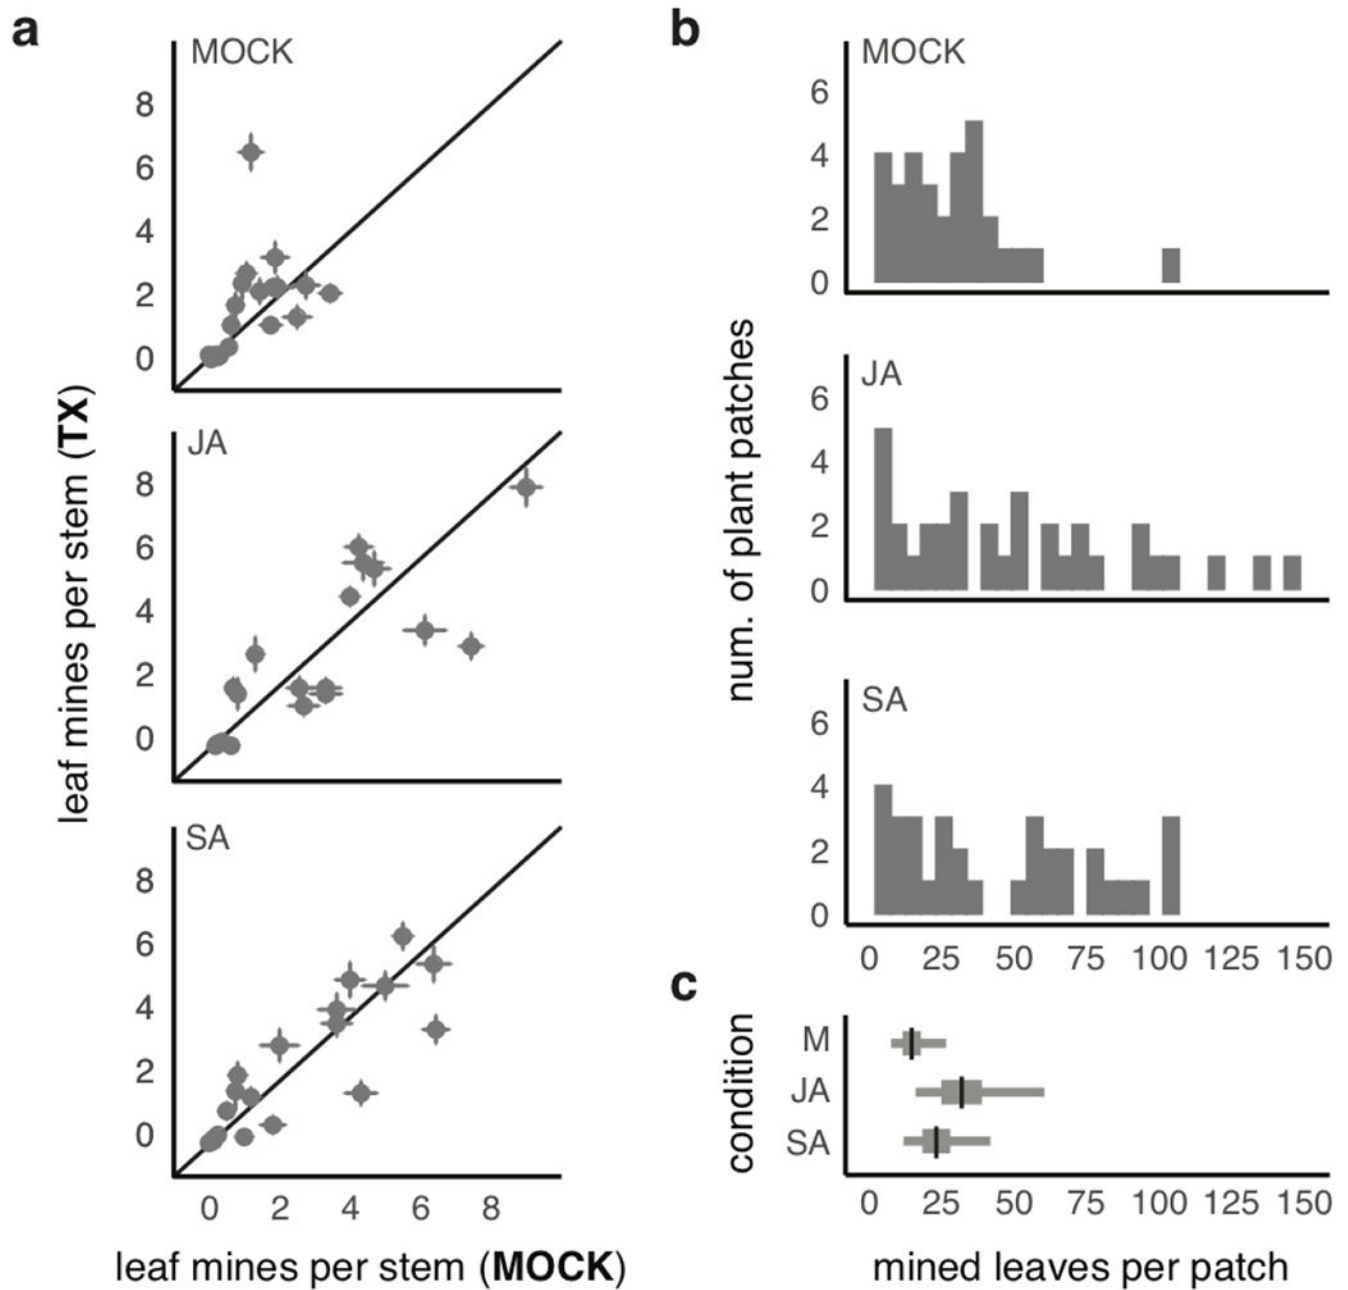 a
MOCK
8
6
4
2
0
JA
8
6
4
2
0
SA
8
6
4
2
0
0 2 4 6 8
leaf mines per stem (TX)
leaf mines per stem (MOCK)
b
MOCK
6
4
2
0
JA
6
4
2
0
SA
6
4
2
0
0 25 50 75 100 125 150
num. of plant patches
c
condition
M
JA
SA
0 25 50 75 100 125 150
mined leaves per patch